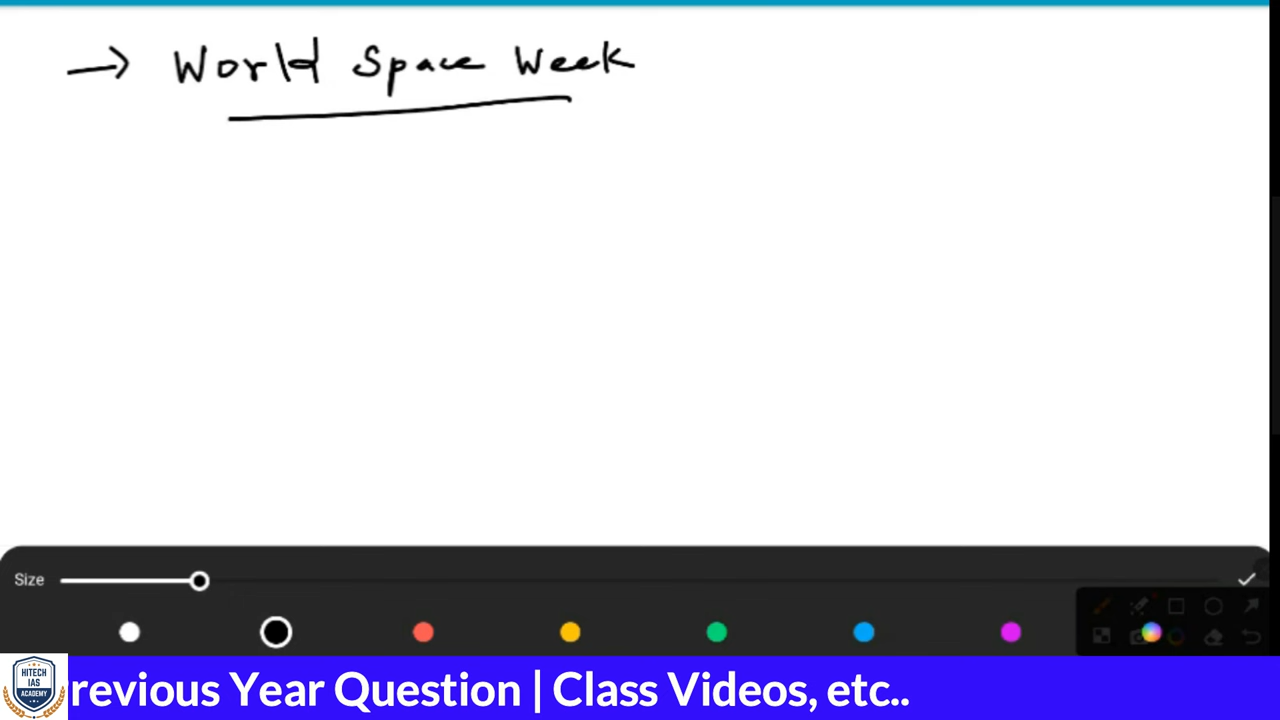 → World Space Week
Size
HITECH
IAS
ACADEMY
revious Year Question | Class Videos, etc..